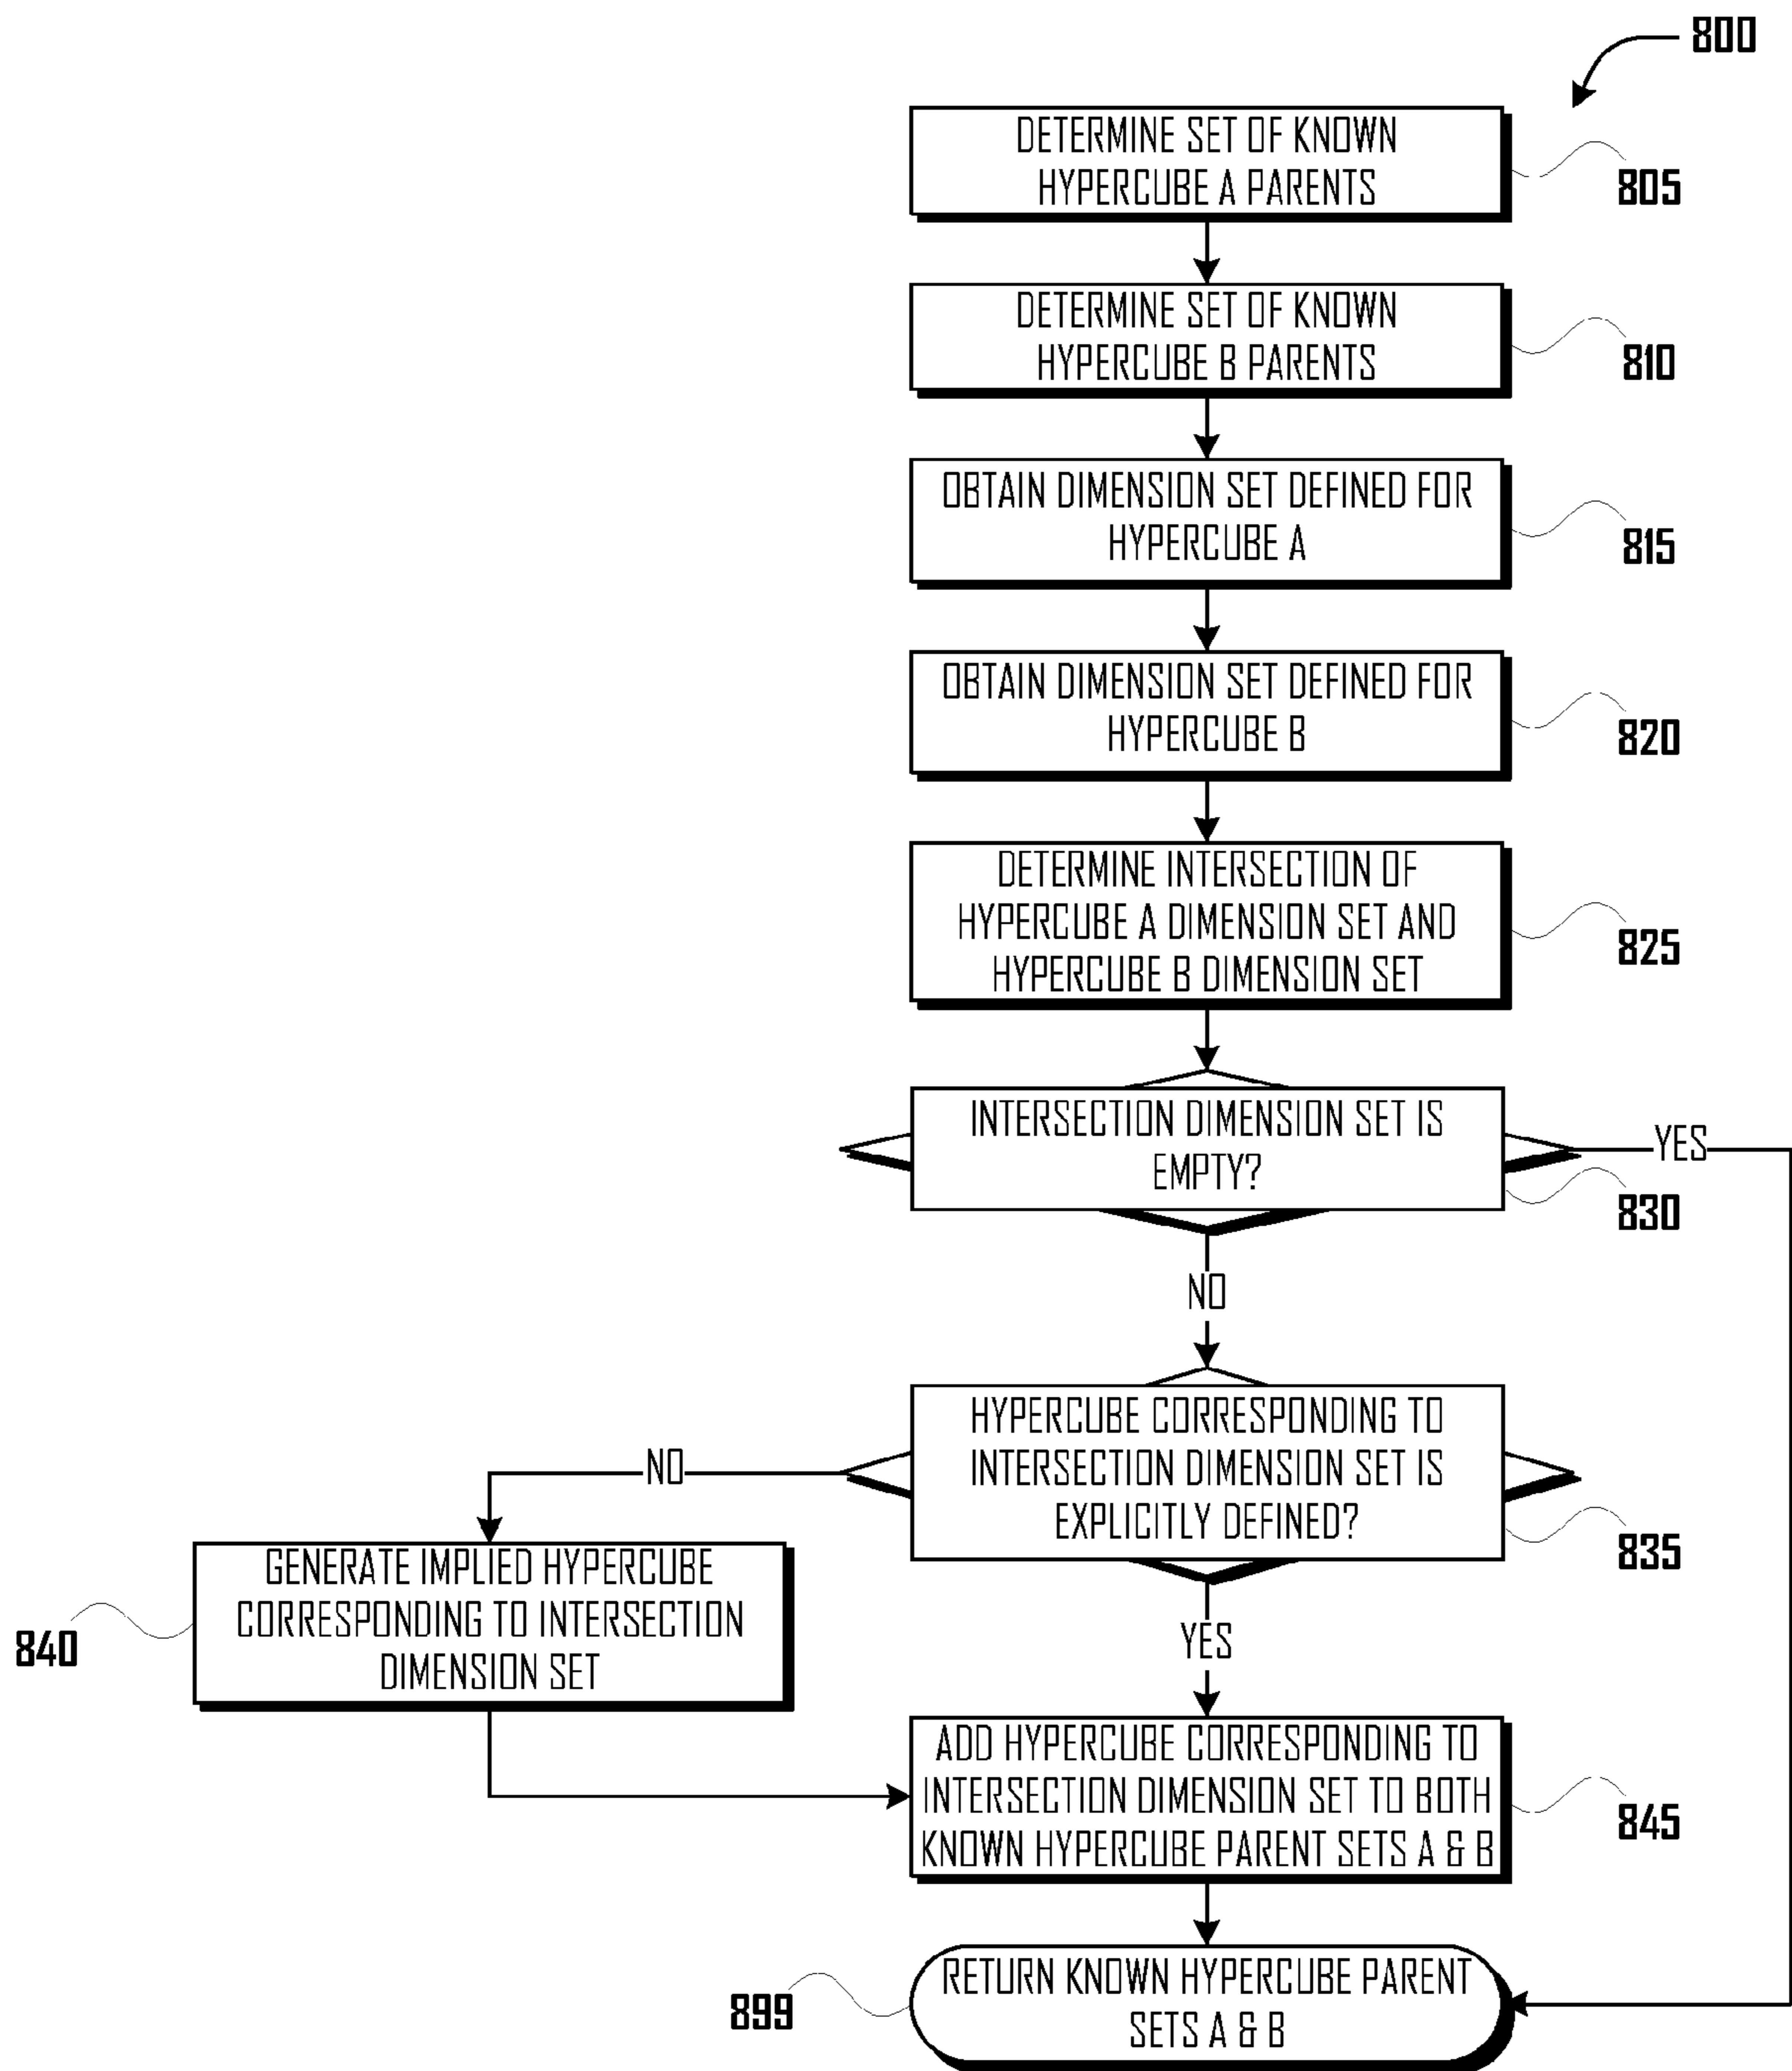 800
DETERMINE SET OF KNOWN
HYPERCUBE A PARENTS
805
DETERMINE SET OF KNOWN
HYPERCUBE B PARENTS
810
OBTAIN DIMENSION SET DEFINED FOR
HYPERCUBE A
815
OBTAIN DIMENSION SET DEFINED FOR
HYPERCUBE B
820
DETERMINE INTERSECTION OF
HYPERCUBE A DIMENSION SET AND
HYPERCUBE B DIMENSION SET
825
INTERSECTION DIMENSION SET IS
EMPTY?
YES
830
NO
HYPERCUBE CORRESPONDING TO
INTERSECTION DIMENSION SET IS
EXPLICITLY DEFINED?
NO
835
GENERATE IMPLIED HYPERCUBE
CORRESPONDING TO INTERSECTION
DIMENSION SET
840
YES
ADD HYPERCUBE CORRESPONDING TO
INTERSECTION DIMENSION SET TO BOTH
KNOWN HYPERCUBE PARENT SETS A & B
845
RETURN KNOWN HYPERCUBE PARENT
SETS A & B
899